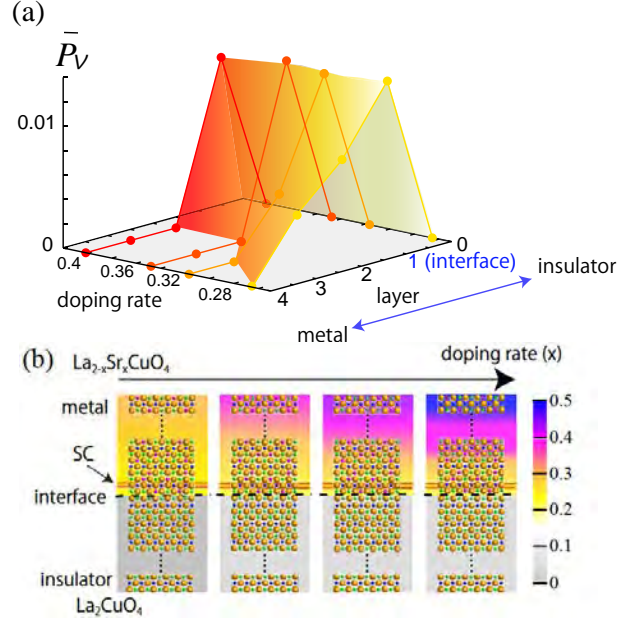 (a)
P̄ν
0.01
0
0.4
0.36
0.32
0.28
doping rate
4
3
2
1 (interface)
0
layer
insulator
metal
(b)
La2-xSrxCuO4
doping rate (x)
metal
SC
interface
insulator
La2CuO4
0.5
0.4
0.3
0.2
0.1
0